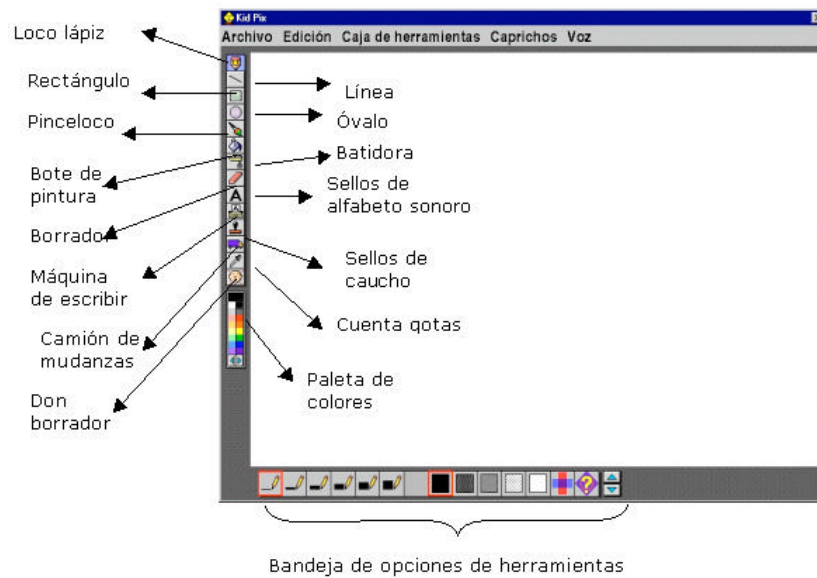 Kid Pix
Archivo Edición Caja de herramientas Caprichos Voz
Loco lápiz
Rectángulo
Pinceloco
Bote de
pintura
Borrador
Máquina
de escribir
Camión de
mudanzas
Don
borrador
Línea
Óvalo
Batidora
Sellos de
alfabeto sonoro
Sellos de
caucho
Cuenta qotas
Paleta de
colores
A
?
Bandeja de opciones de herramientas